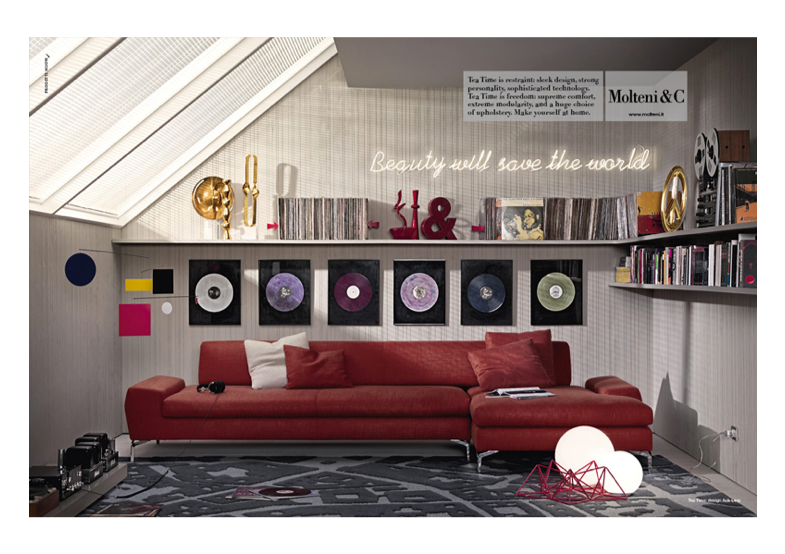 Tea Time is restraint: sleek design, strong
personality, sophisticated technology.
Tea Time is freedom: supreme comfort,
extreme modularity, and a huge choice
of upholstery. Make yourself at home.
Molteni & C
www.molteni.it
Beauty will save the world
&